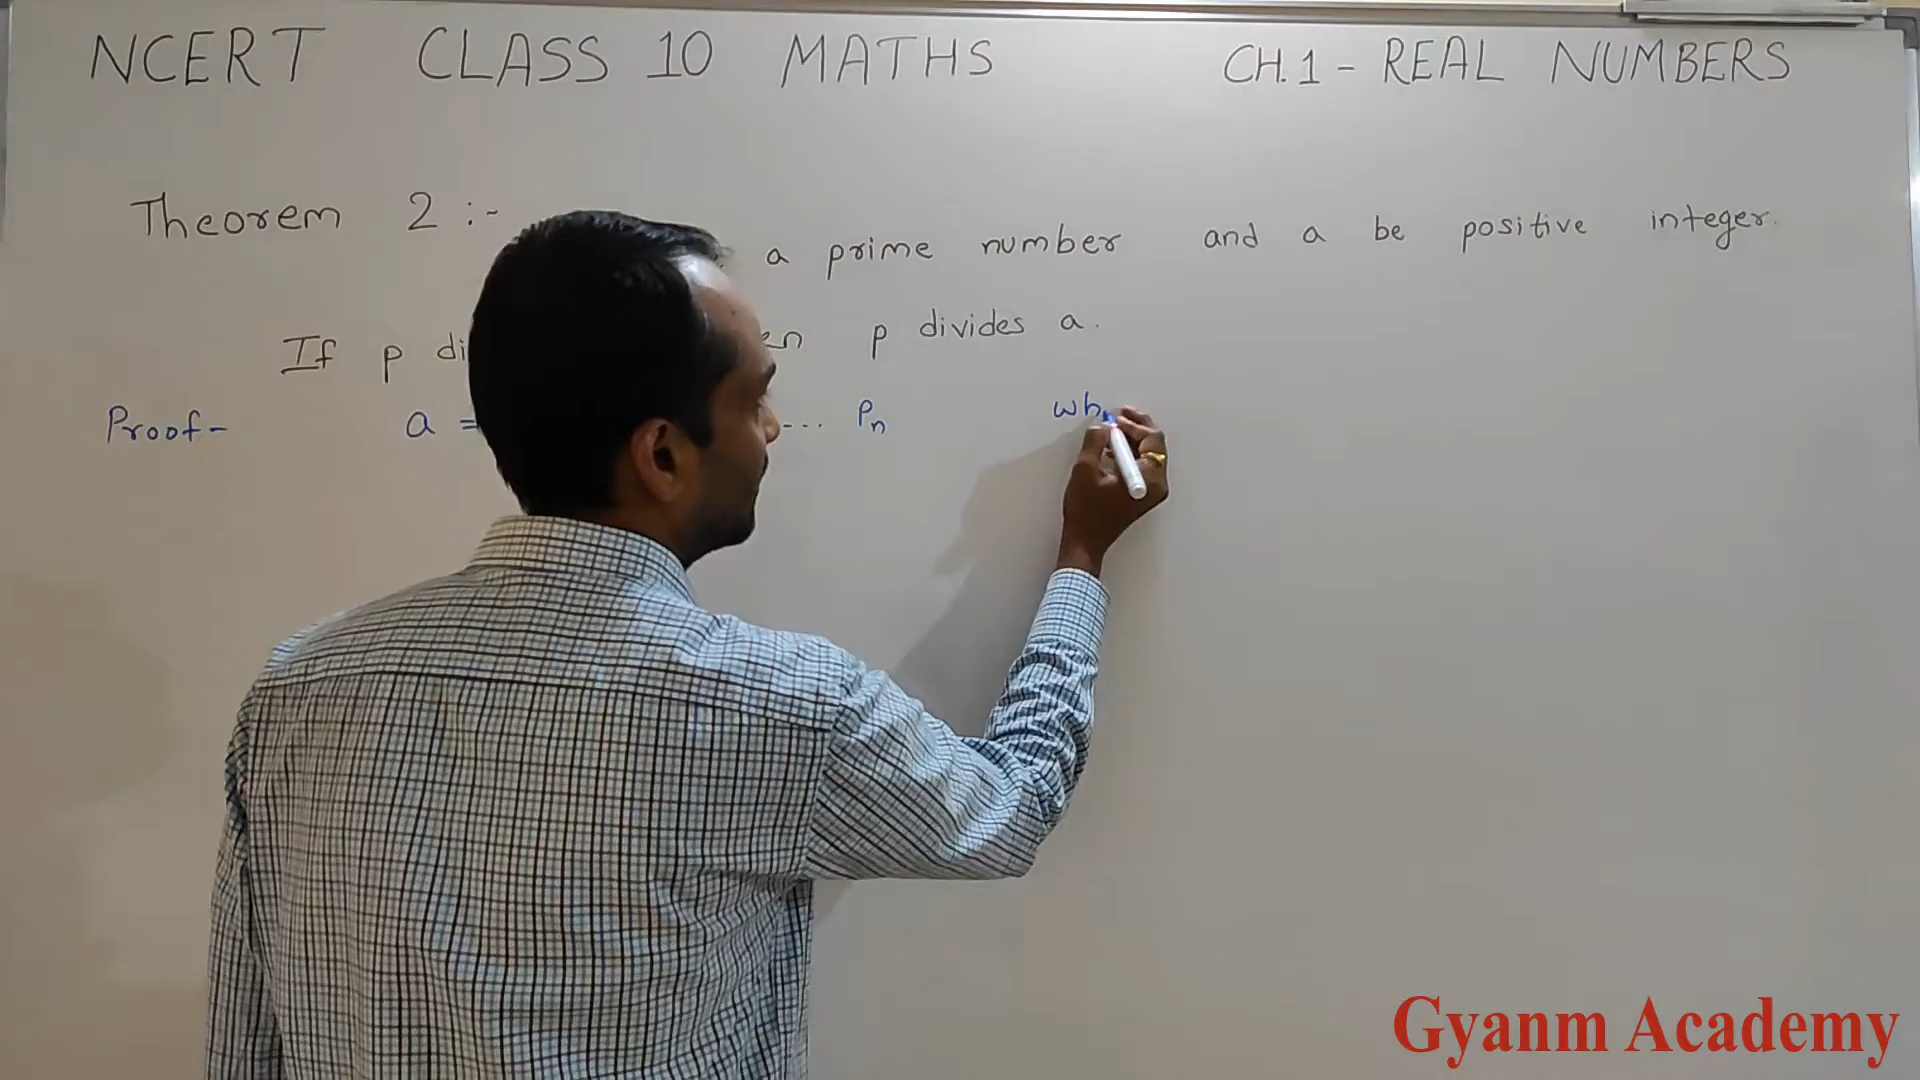 NCERT CLASS 10 MATHS CH.1 - REAL NUMBERS
Theorem 2 :-
a prime number and a be positive integer.
If p di en p divides a.
Proof- a = ... Pn wh
Gyanm Academy